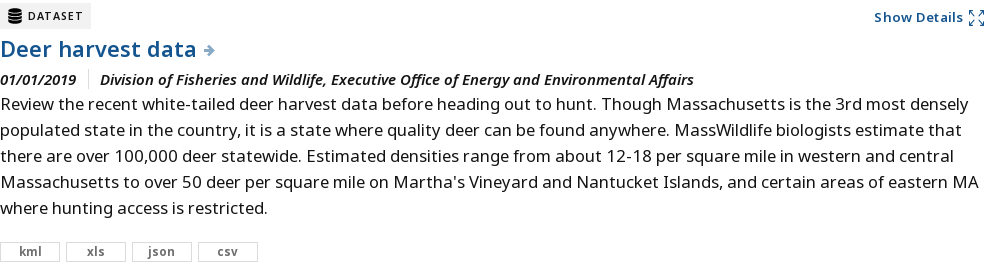 DATASET
Show Details
Deer harvest data
01/01/2019 Division of Fisheries and Wildlife, Executive Office of Energy and Environmental Affairs
Review the recent white-tailed deer harvest data before heading out to hunt. Though Massachusetts is the 3rd most densely
populated state in the country, it is a state where quality deer can be found anywhere. MassWildlife biologists estimate that
there are over 100,000 deer statewide. Estimated densities range from about 12-18 per square mile in western and central
Massachusetts to over 50 deer per square mile on Martha's Vineyard and Nantucket Islands, and certain areas of eastern MA
where hunting access is restricted.
kml xls json csv